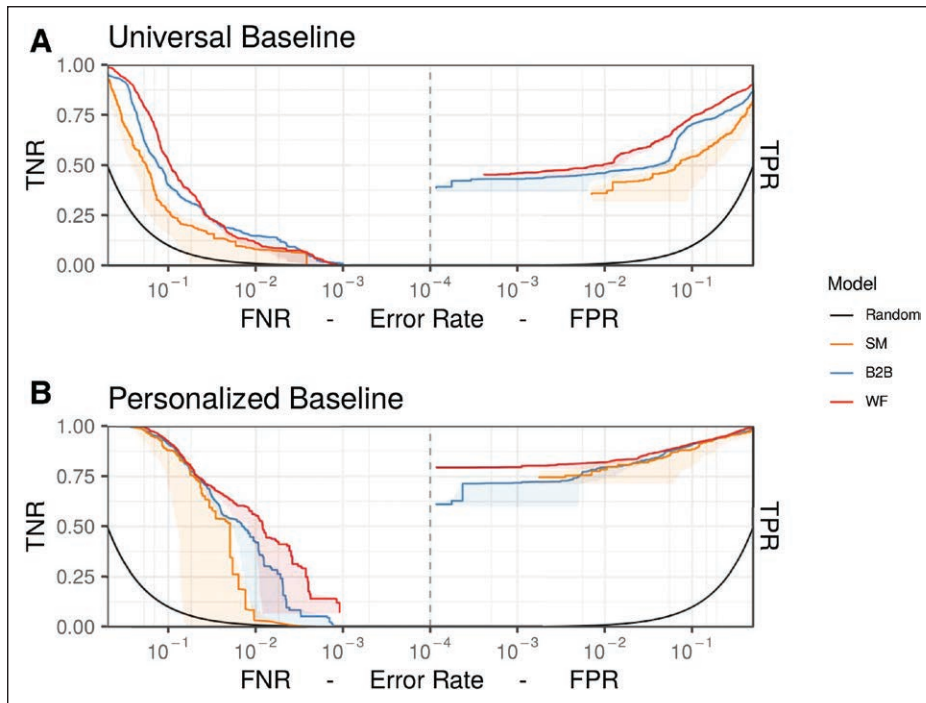 A Universal Baseline
1.00
0.75
0.50
0.25
0.00
TNR
TPR
10⁻¹ 10⁻² 10⁻³ 10⁻⁴ 10⁻³ 10⁻² 10⁻¹
FNR - Error Rate - FPR
Model
Random
SM
B2B
WF
B Personalized Baseline
1.00
0.75
0.50
0.25
0.00
TNR
TPR
10⁻¹ 10⁻² 10⁻³ 10⁻⁴ 10⁻³ 10⁻² 10⁻¹
FNR - Error Rate - FPR